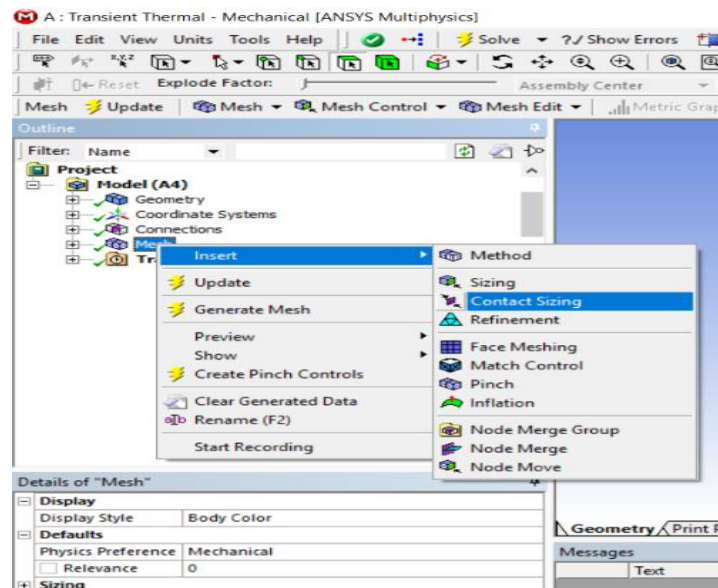 A : Transient Thermal - Mechanical [ANSYS Multiphysics]
File Edit View Units Tools Help Solve ?/ Show Errors
Reset Explode Factor: Assembly Center
Mesh Update Mesh Mesh Control Mesh Edit Metric Grap
Outline
Filter: Name
Project
Model (A4)
Geometry
Coordinate Systems
Connections
Mesh
Tr
Insert
Update
Generate Mesh
Preview
Show
Create Pinch Controls
Clear Generated Data
Rename (F2)
Start Recording
Method
Sizing
Contact Sizing
Refinement
Face Meshing
Match Control
Pinch
Inflation
Node Merge Group
Node Merge
Node Move
Details of "Mesh"
Display
Display Style Body Color
Defaults
Physics Preference Mechanical
Relevance 0
Sizing
Geometry Print P
Messages
Text